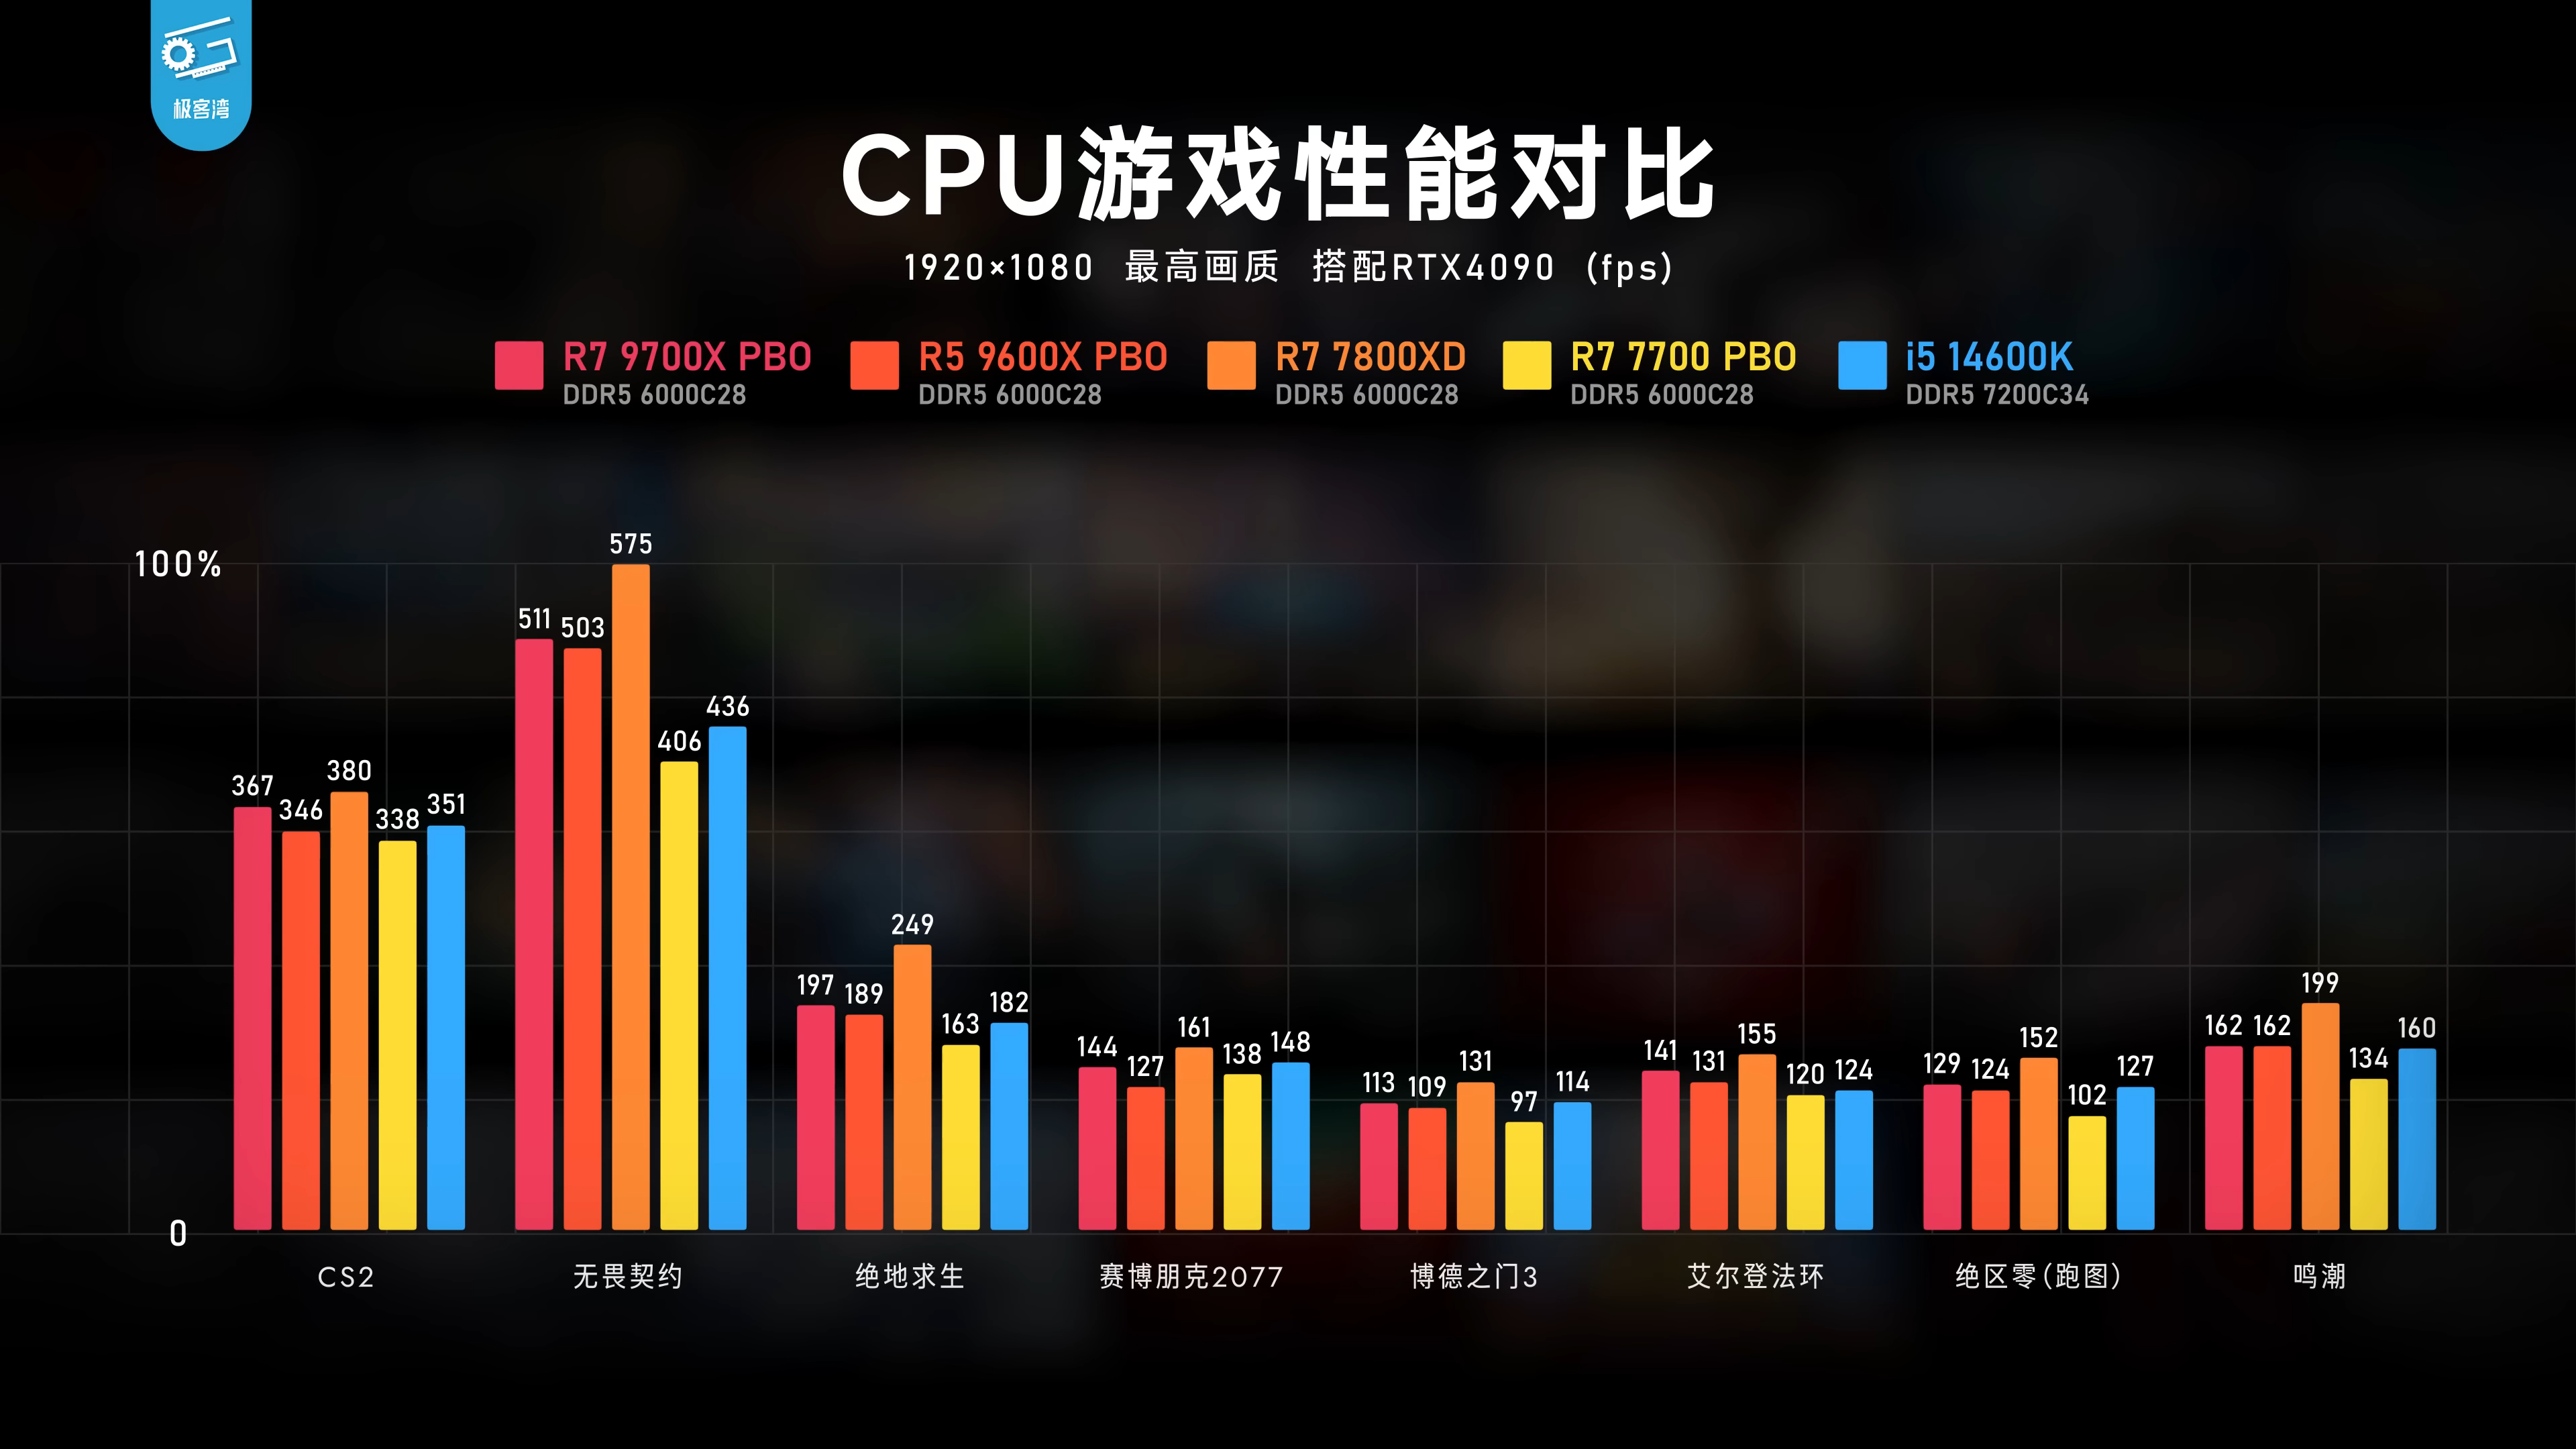 极客湾
CPU游戏性能对比
1920×1080 最高画质 搭配RTX4090 (fps)
R7 9700X PBO
DDR5 6000C28
R5 9600X PBO
DDR5 6000C28
R7 7800XD
DDR5 6000C28
R7 7700 PBO
DDR5 6000C28
i5 14600K
DDR5 7200C34
100%
0
367
346
380
338
351
CS2
511
503
575
406
436
无畏契约
197
189
249
163
182
绝地求生
144
127
161
138
148
赛博朋克2077
113
109
131
97
114
博德之门3
141
131
155
120
124
艾尔登法环
129
124
152
102
127
绝区零(跑图)
162
162
199
134
160
鸣潮